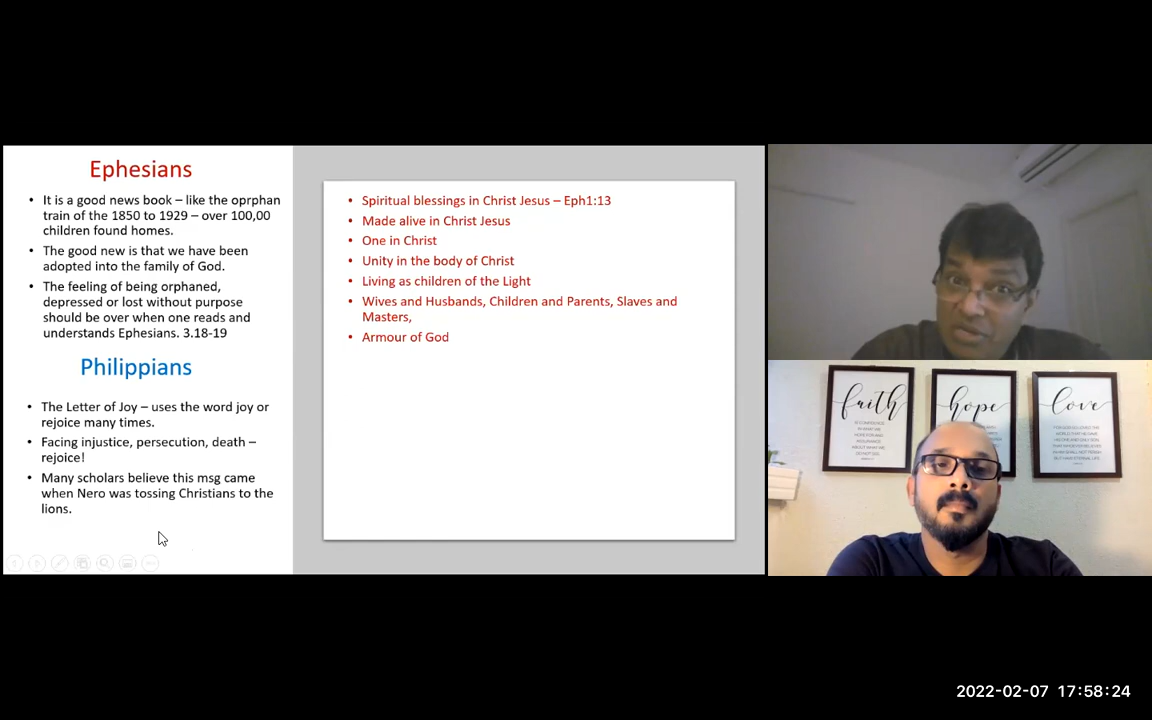 Ephesians
• It is a good news book – like the oprphan
train of the 1850 to 1929 – over 100,00
children found homes.
• The good new is that we have been
adopted into the family of God.
• The feeling of being orphaned,
depressed or lost without purpose
should be over when one reads and
understands Ephesians. 3.18-19
Philippians
• The Letter of Joy – uses the word joy or
rejoice many times.
• Facing injustice, persecution, death –
rejoice!
• Many scholars believe this msg came
when Nero was tossing Christians to the
lions.
• Spiritual blessings in Christ Jesus – Eph1:13
• Made alive in Christ Jesus
• One in Christ
• Unity in the body of Christ
• Living as children of the Light
• Wives and Husbands, Children and Parents, Slaves and
Masters,
• Armour of God
faith
hope
love
2022-02-07 17:58:24